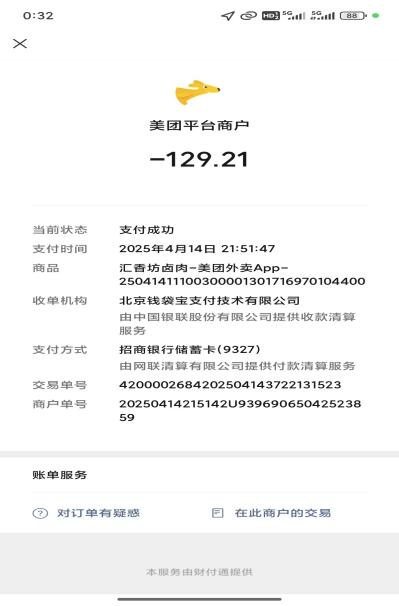 0:32
HD2 5G 5G 88
美团平台商户
-129.21
当前状态 支付成功
支付时间 2025年4月14日 21:51:47
商品 汇香坊卤肉-美团外卖App-
25041411100300001301716970104400
收单机构 北京钱袋宝支付技术有限公司
由中国银联股份有限公司提供收款清算
服务
支付方式 招商银行储蓄卡(9327)
由网联清算有限公司提供付款清算服务
交易单号 4200002684202504143722131523
商户单号 20250414215142U939690650425238
59
账单服务
对订单有疑惑 在此商户的交易
本服务由财付通提供